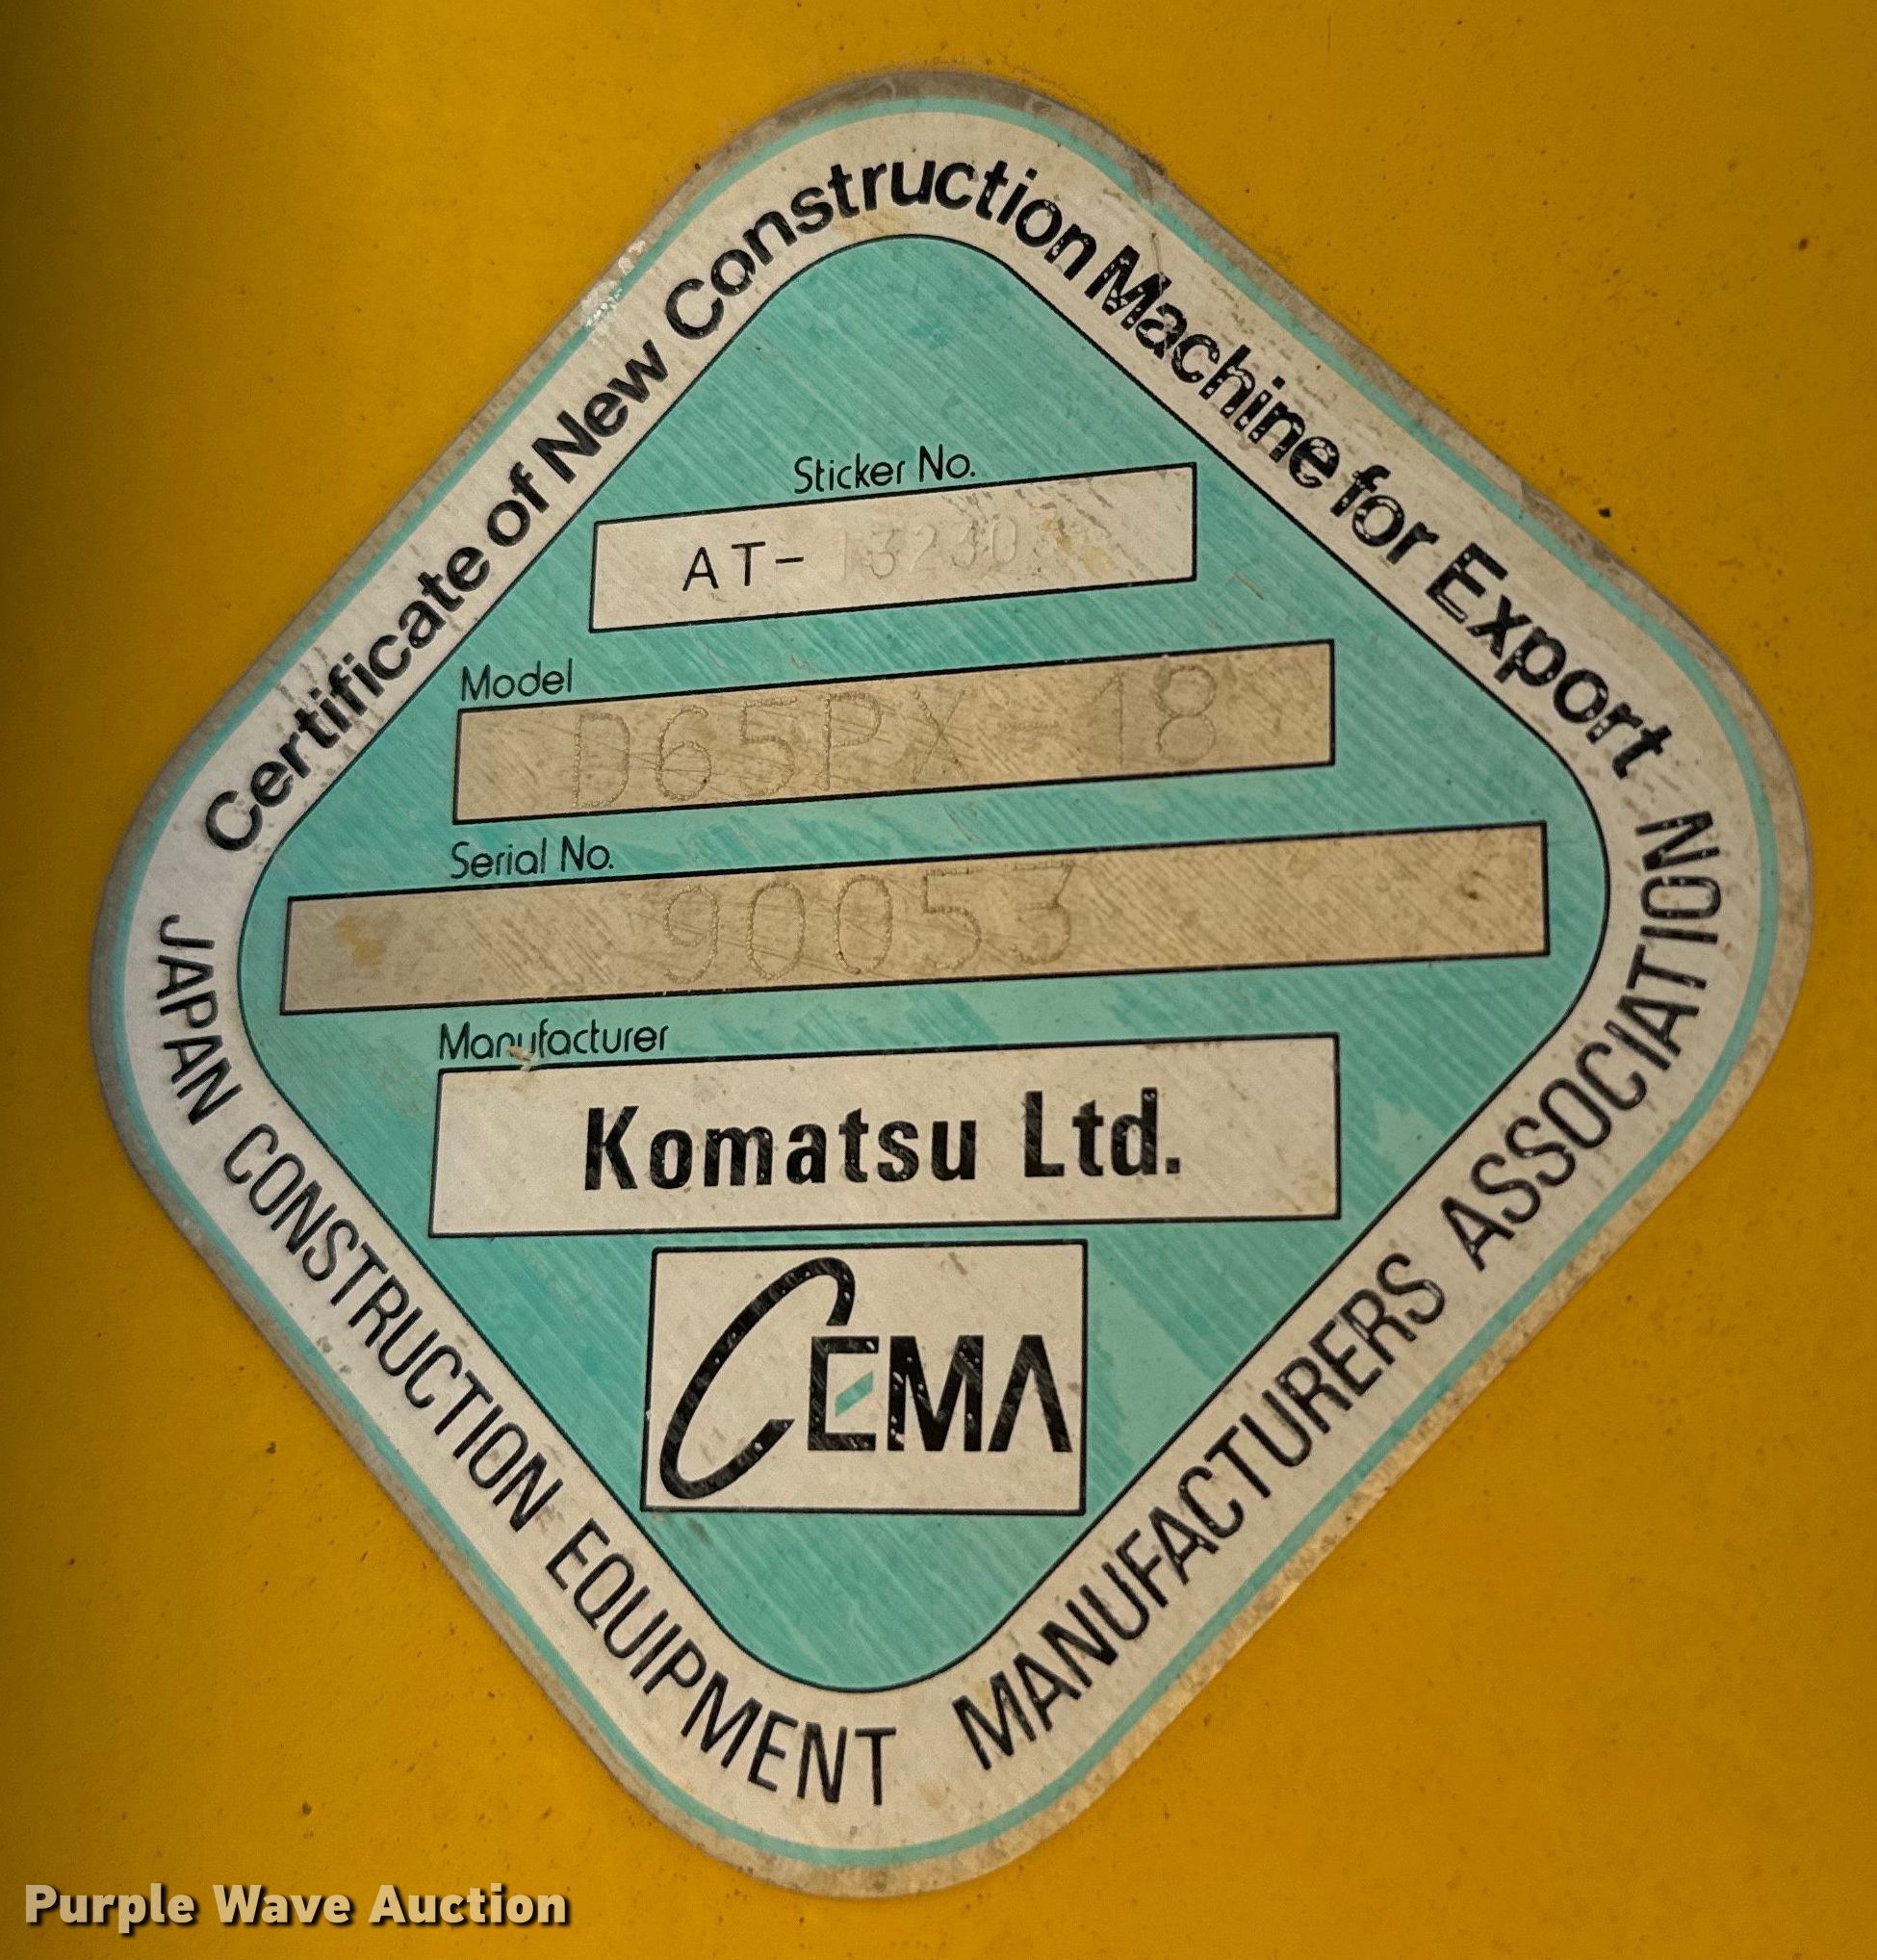 Certificate of New Construction Machine for Export
Sticker No.
AT-
Model
D65PX-18
Serial No.
90053
Manufacturer
Komatsu Ltd.
CEMA
JAPAN CONSTRUCTION EQUIPMENT MANUFACTURERS ASSOCIATION
Purple Wave Auction